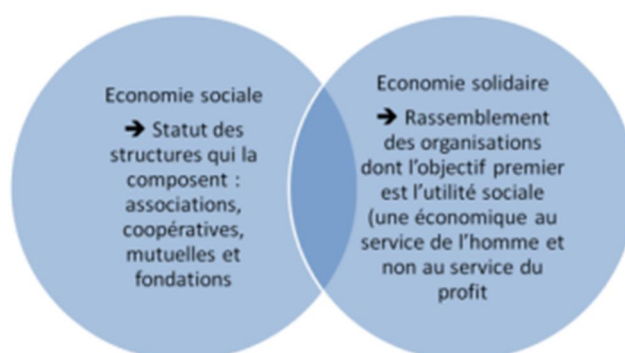 Economie sociale
➔ Statut des
structures qui la
composent :
associations,
coopératives,
mutuelles et
fondations
Economie solidaire
➔ Rassemblement
des organisations
dont l'objectif premier
est l'utilité sociale
(une économique au
service de l'homme et
non au service du
profit